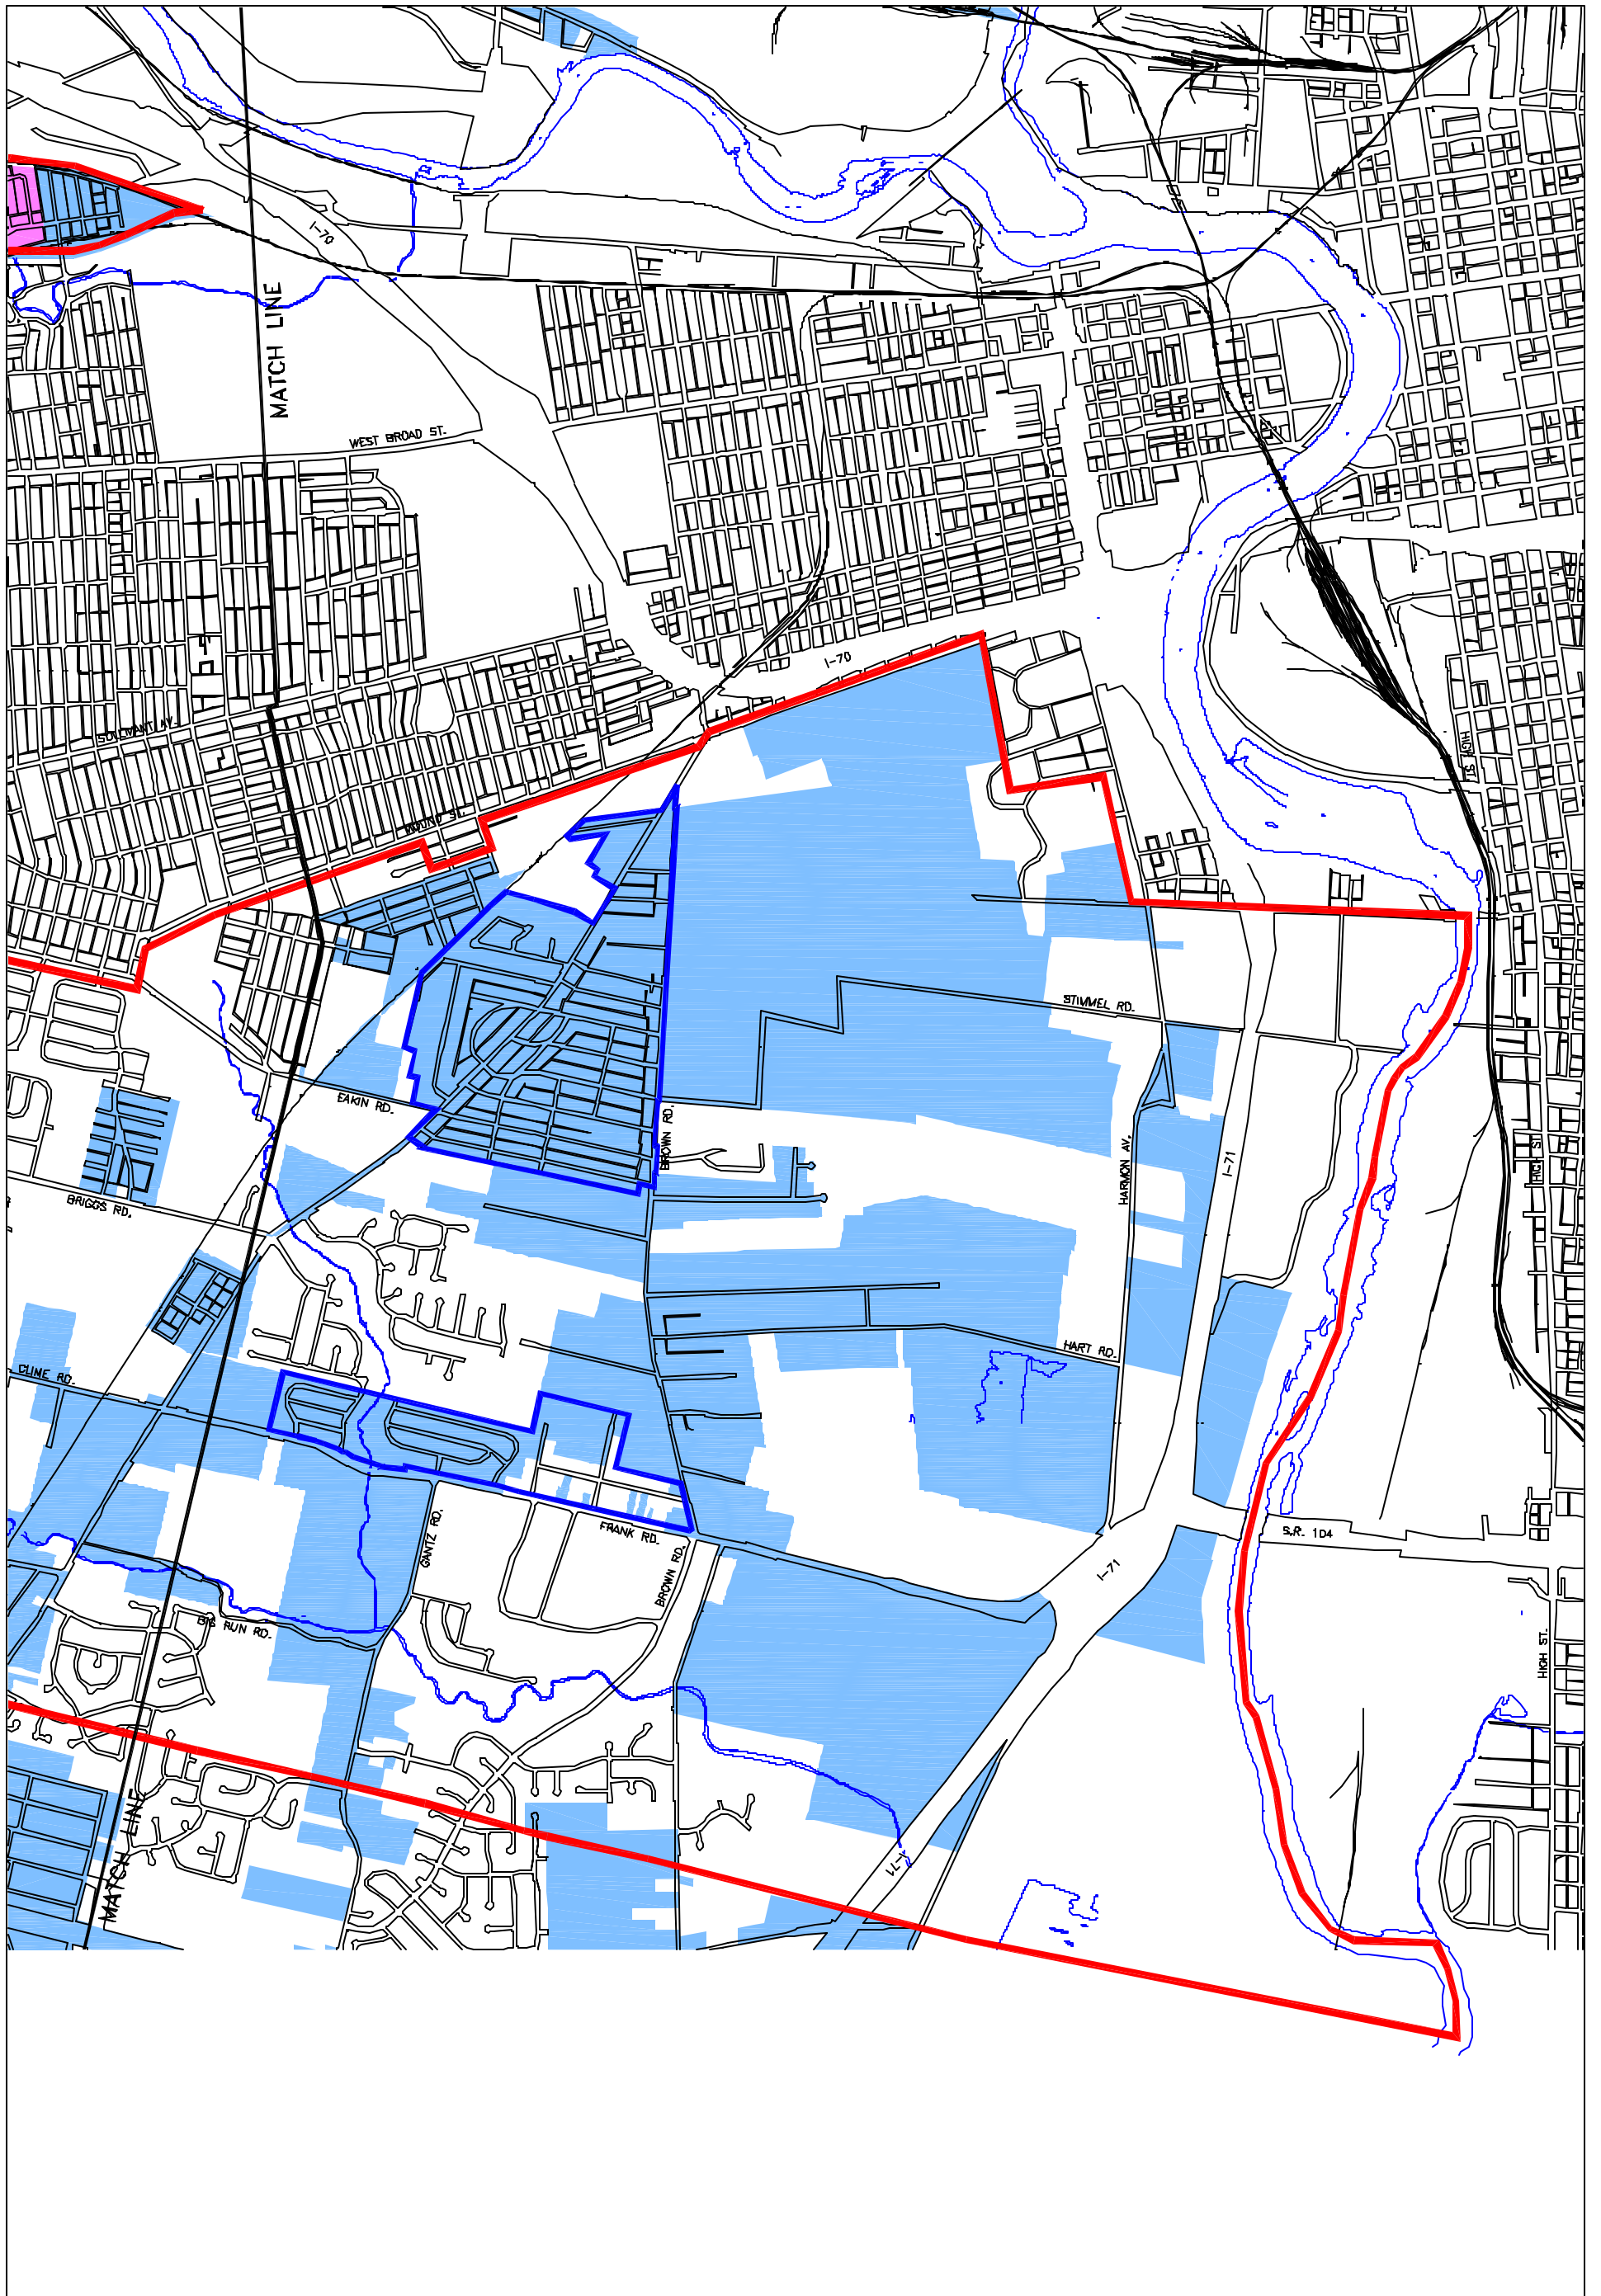 I-70
MATCH LINE
WEST BROAD ST.
I-70
SULLIVANT AV.
HIGH ST.
MOUND ST.
STIMMEL RD.
EAKIN RD.
BROWN RD.
HARMON AV.
I-71
HIGH ST.
BRIGGS RD.
HART RD.
CLIME RD.
GANTZ RD.
FRANK RD.
S.R. 104
BROWN RD.
I-71
BIG RUN RD.
HIGH ST.
MATCH LINE
I-71